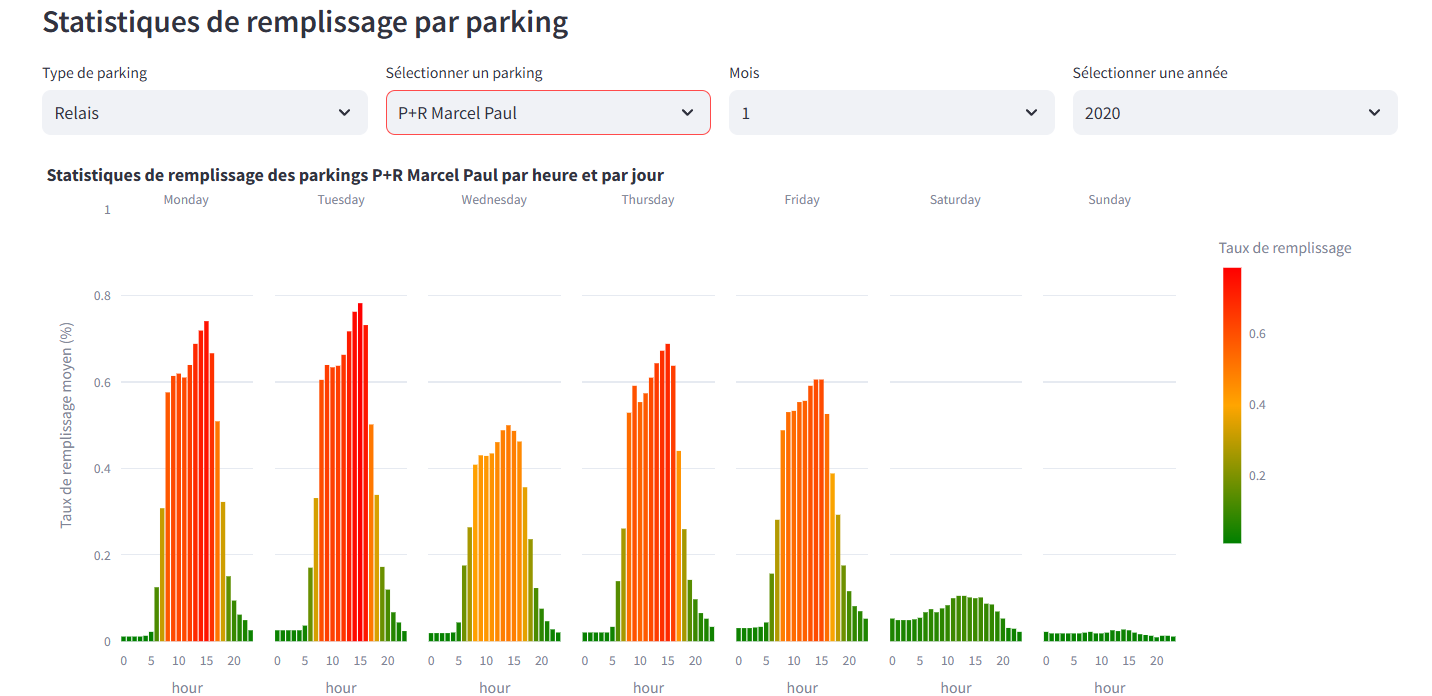 Statistiques de remplissage par parking
Type de parking Sélectionner un parking Mois Sélectionner une année
Relais P+R Marcel Paul 1 2020
Statistiques de remplissage des parkings P+R Marcel Paul par heure et par jour
Monday Tuesday Wednesday Thursday Friday Saturday Sunday
1
0.8
0.6
0.4
0.2
0
Taux de remplissage moyen (%)
0 5 10 15 20 0 5 10 15 20 0 5 10 15 20 0 5 10 15 20 0 5 10 15 20 0 5 10 15 20 0 5 10 15 20
hour hour hour hour hour hour hour
Taux de remplissage
0.6
0.4
0.2